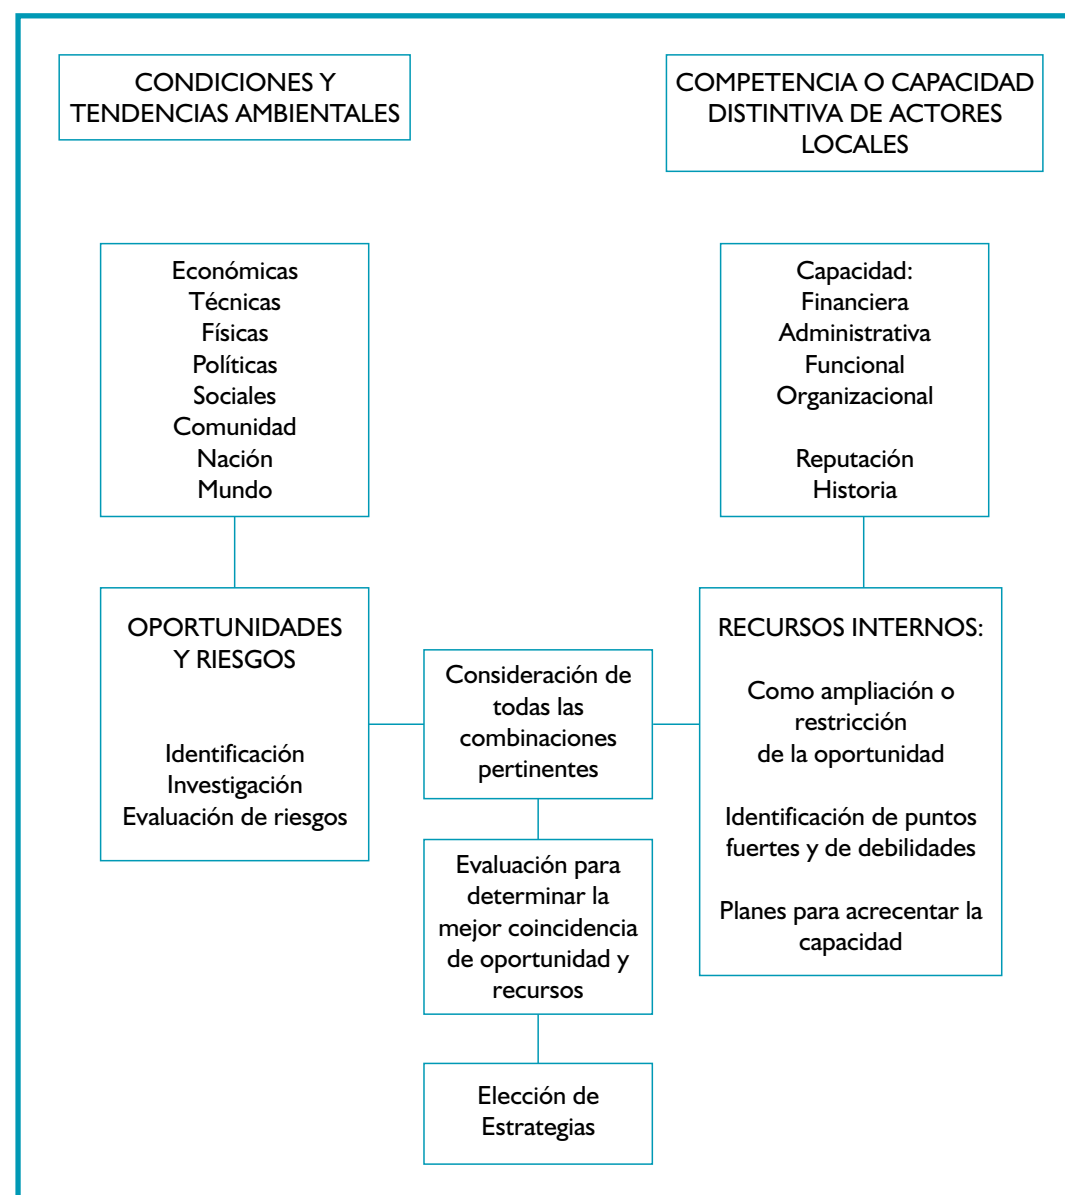 CONDICIONES Y
TENDENCIAS AMBIENTALES
COMPETENCIA O CAPACIDAD
DISTINTIVA DE ACTORES
LOCALES
Económicas
Técnicas
Físicas
Políticas
Sociales
Comunidad
Nación
Mundo
Capacidad:
Financiera
Administrativa
Funcional
Organizacional
Reputación
Historia
OPORTUNIDADES
Y RIESGOS
Identificación
Investigación
Evaluación de riesgos
Consideración de
todas las
combinaciones
pertinentes
RECURSOS INTERNOS:
Como ampliación o
restricción
de la oportunidad
Identificación de puntos
fuertes y de debilidades
Planes para acrecentar la
capacidad
Evaluación para
determinar la
mejor coincidencia
de oportunidad y
recursos
Elección de
Estrategias